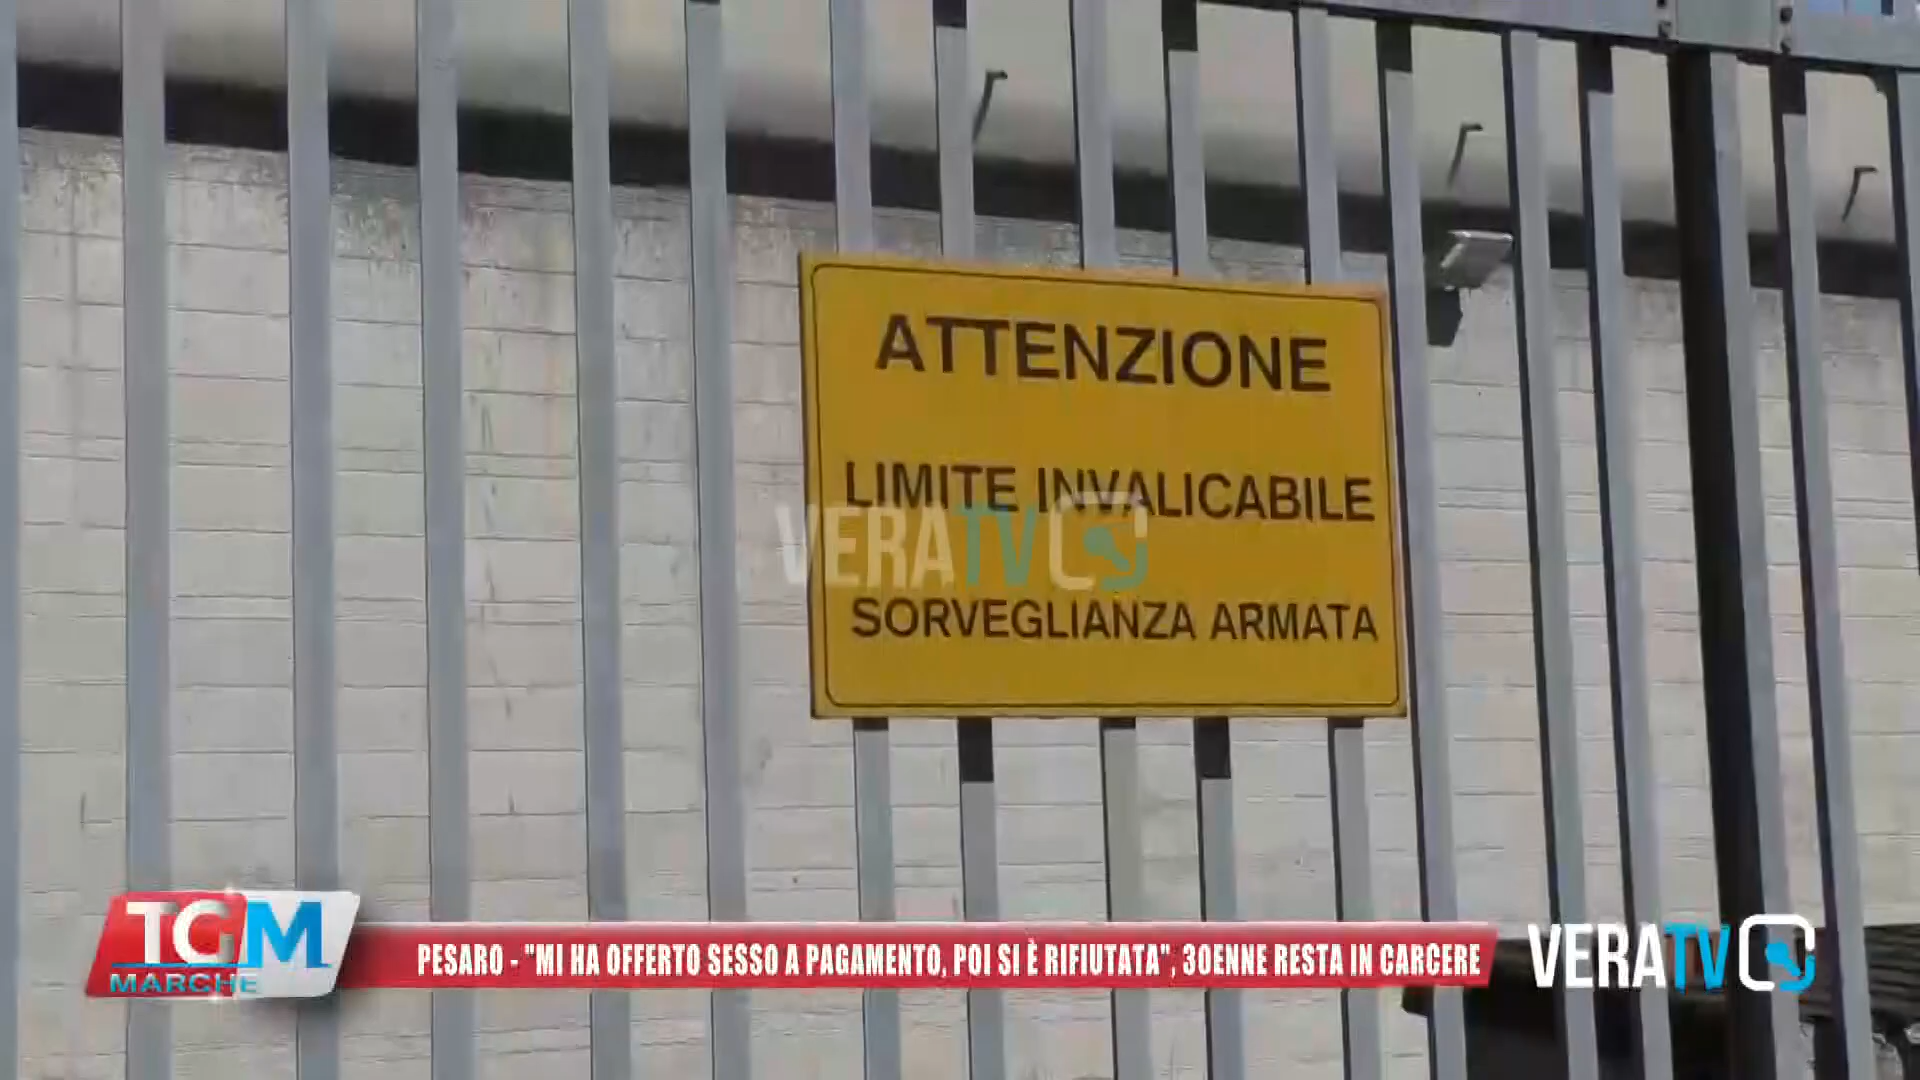 ATTENZIONE
LIMITE INVALICABILE
VERATV
SORVEGLIANZA ARMATA
TGM
MARCHE
PESARO - "MI HA OFFERTO SESSO A PAGAMENTO, POI SI È RIFIUTATA", 30ENNE RESTA IN CARCERE
VERATV